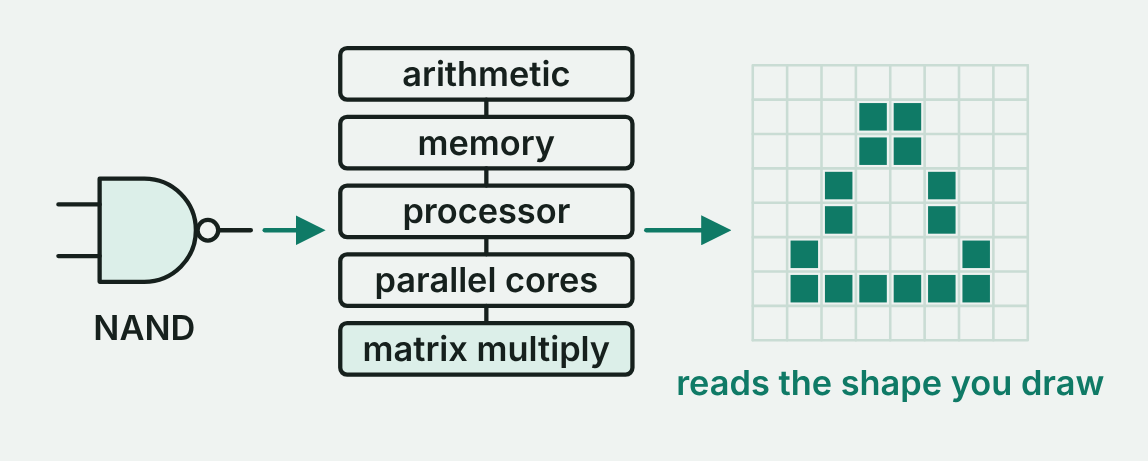 NAND
arithmetic
memory
processor
parallel cores
matrix multiply
reads the shape you draw